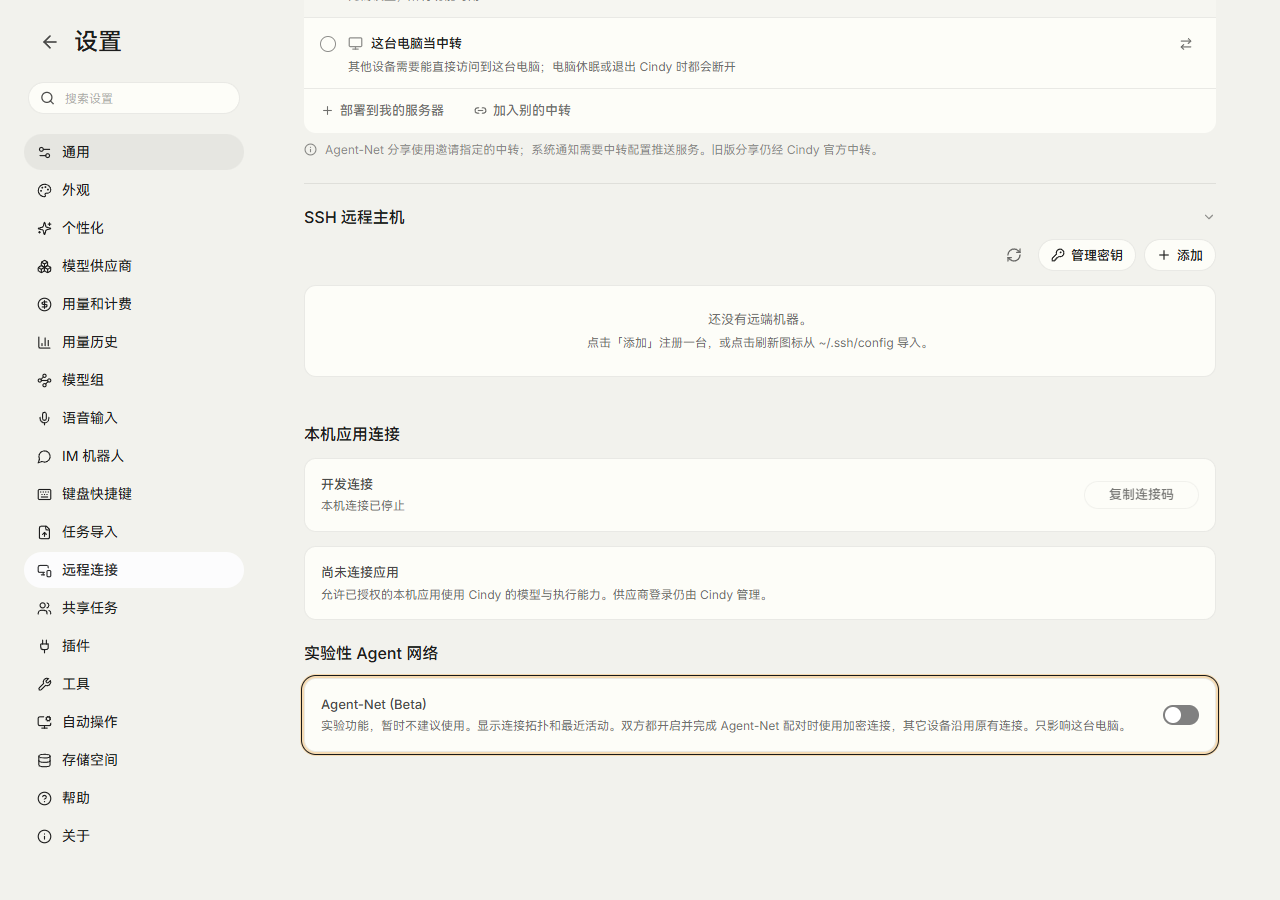 设置
搜索设置
通用
外观
个性化
模型供应商
用量和计费
用量历史
模型组
语音输入
IM 机器人
键盘快捷键
任务导入
远程连接
共享任务
插件
工具
自动操作
存储空间
帮助
关于
这台电脑当中转
其他设备需要能直接访问到这台电脑；电脑休眠或退出 Cindy 时都会断开
部署到我的服务器
加入别的中转
Agent-Net 分享使用邀请指定的中转；系统通知需要中转配置推送服务。旧版分享仍经 Cindy 官方中转。
SSH 远程主机
管理密钥
添加
还没有远端机器。
点击「添加」注册一台，或点击刷新图标从 ~/.ssh/config 导入。
本机应用连接
开发连接
本机连接已停止
复制连接码
尚未连接应用
允许已授权的本机应用使用 Cindy 的模型与执行能力。供应商登录仍由 Cindy 管理。
实验性 Agent 网络
Agent-Net (Beta)
实验功能，暂时不建议使用。显示连接拓扑和最近活动。双方都开启并完成 Agent-Net 配对时使用加密连接，其它设备沿用原有连接。只影响这台电脑。